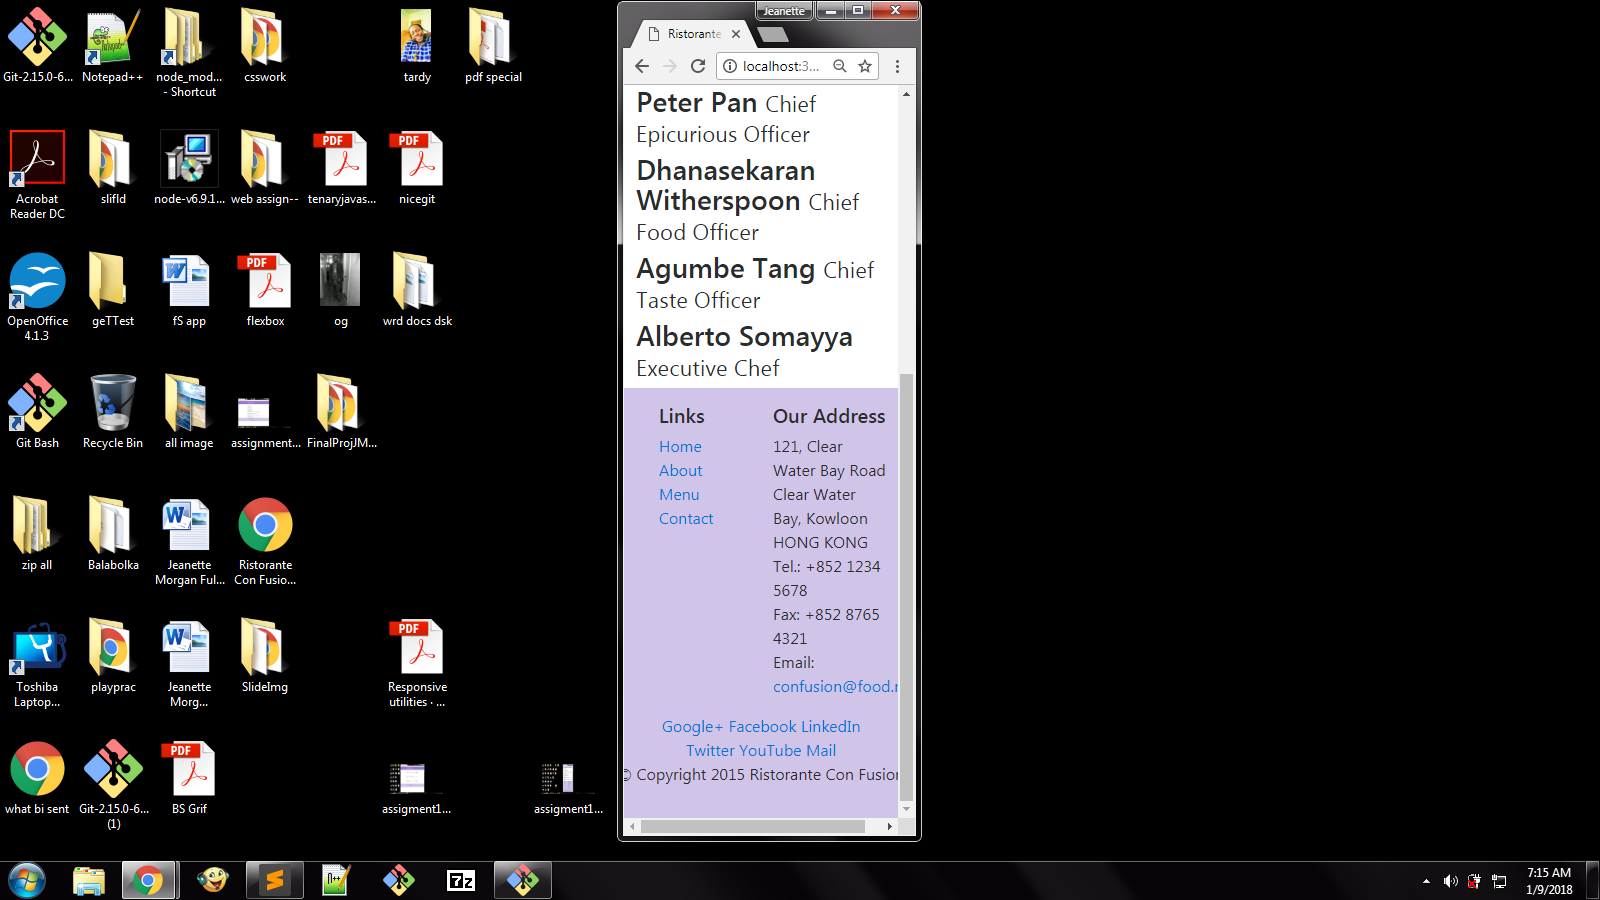 Git-2.15.0-6...
Notepad++
node_mod...
- Shortcut
csswork
tardy
pdf special
Acrobat
Reader DC
slifld
node-v6.9.1...
web assign--
PDF
tenaryjavas...
PDF
nicegit
OpenOffice
4.1.3
geTTest
fS app
PDF
flexbox
og
wrd docs dsk
Git Bash
Recycle Bin
all image
assignment...
FinalProjJM...
zip all
Balabolka
Jeanette
Morgan Ful...
Ristorante
Con Fusio...
Toshiba
Laptop...
playprac
Jeanette
Morg...
SlideImg
PDF
Responsive
utilities · ...
what bi sent
Git-2.15.0-6...
(1)
PDF
BS Grif
assigment1...
assigment1...
Jeanette
Ristorante
localhost:3...
Peter Pan Chief
Epicurious Officer
Dhanasekaran
Witherspoon Chief
Food Officer
Agumbe Tang Chief
Taste Officer
Alberto Somayya
Executive Chef
Links
Home
About
Menu
Contact
Our Address
121, Clear
Water Bay Road
Clear Water
Bay, Kowloon
HONG KONG
Tel.: +852 1234
5678
Fax: +852 8765
4321
Email:
confusion@food.n
Google+ Facebook LinkedIn
Twitter YouTube Mail
© Copyright 2015 Ristorante Con Fusion
7z
7:15 AM
1/9/2018